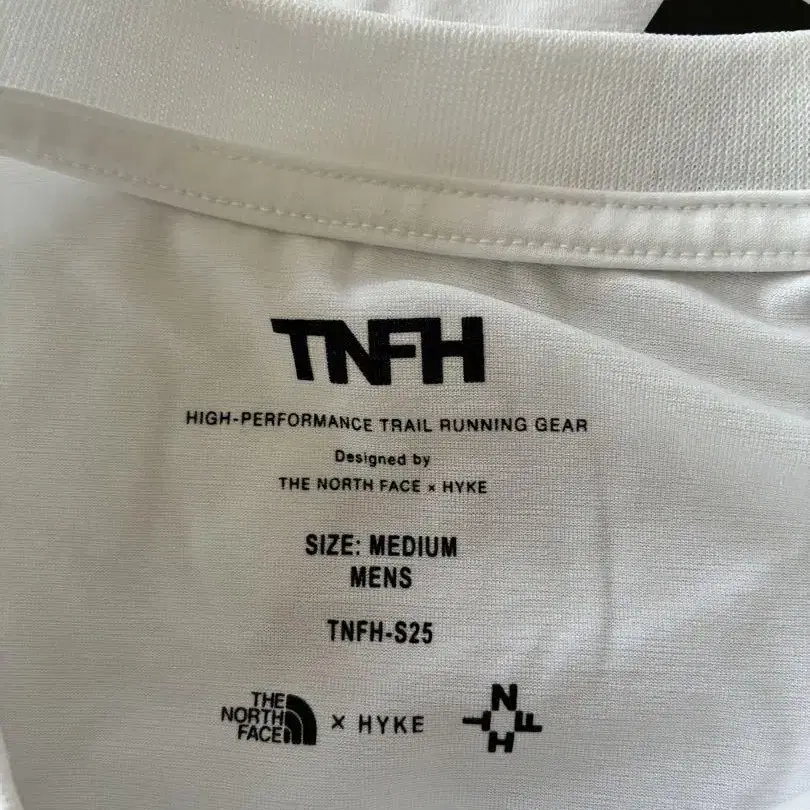 TNFH
HIGH-PERFORMANCE TRAIL RUNNING GEAR
Designed by
THE NORTH FACE × HYKE
SIZE: MEDIUM
MENS
TNFH-S25
THE
NORTH
FACE
× HYKE
TNFH